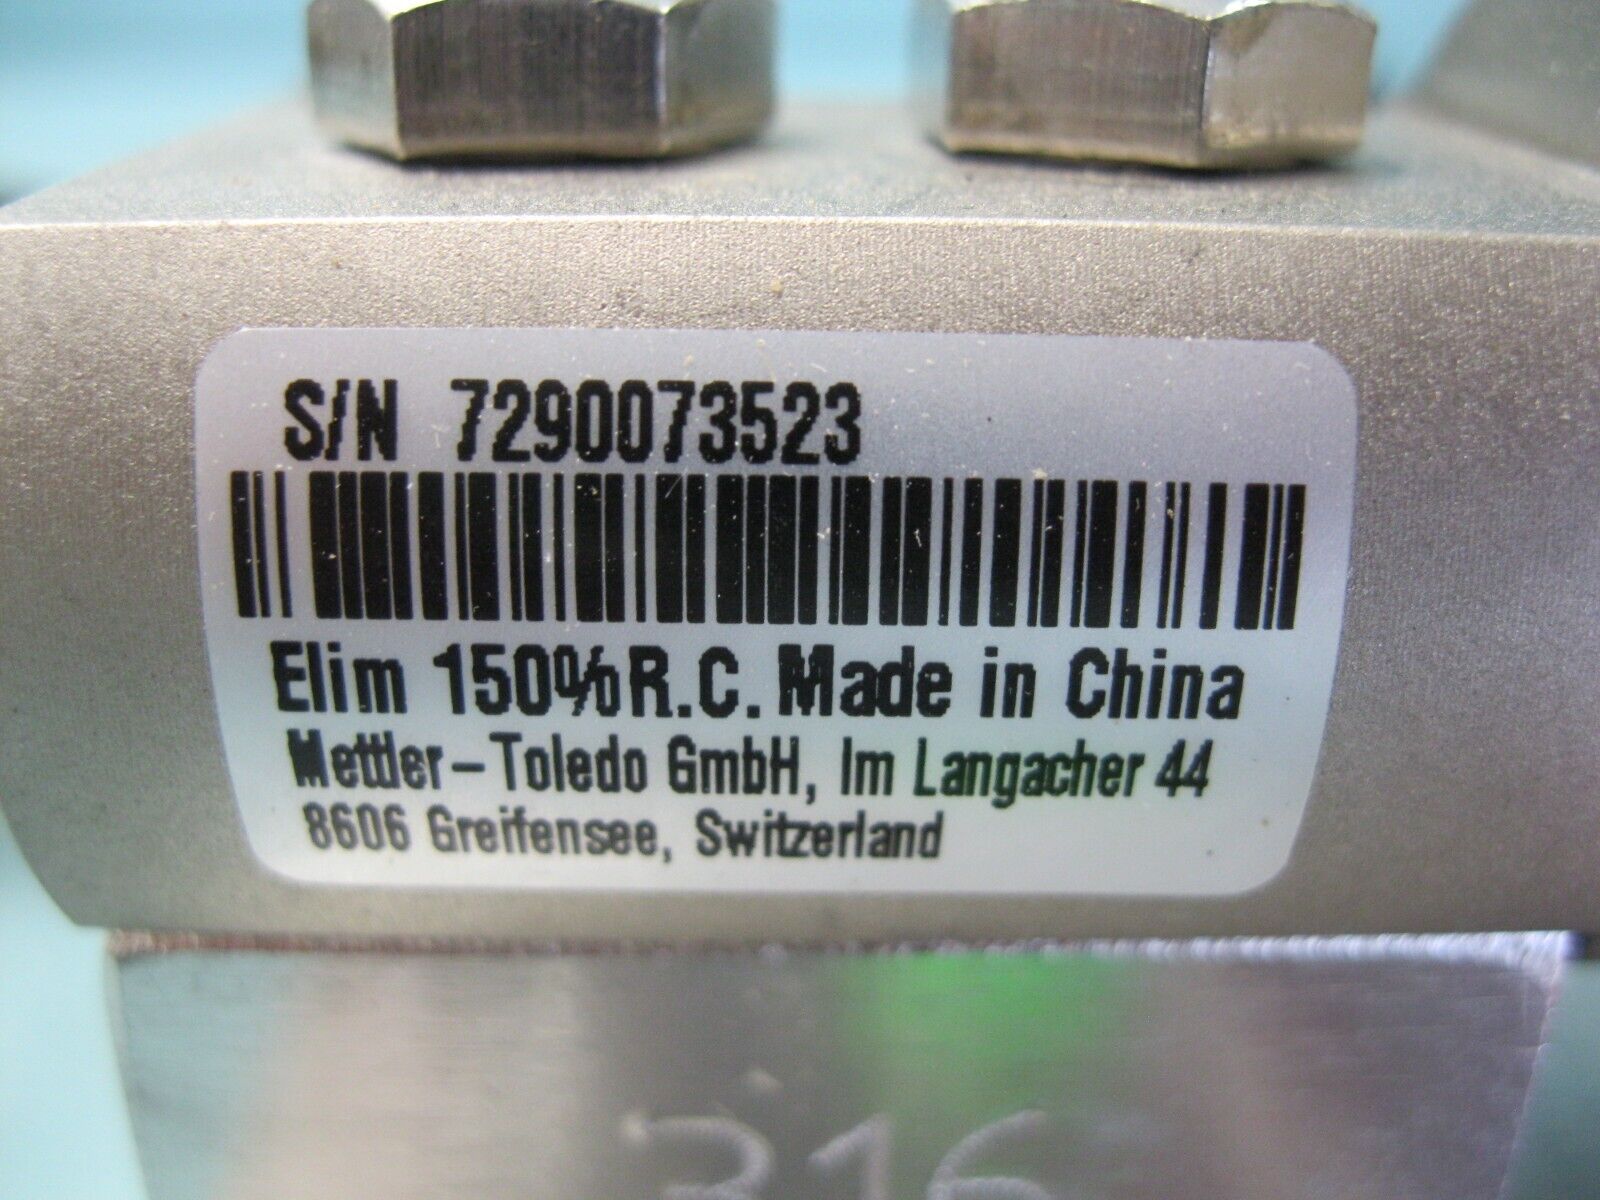 S/N 7290073523
Elim 150%R.C. Made in China
Mettler-Toledo GmbH, Im Langacher 44
8606 Greifensee, Switzerland
316